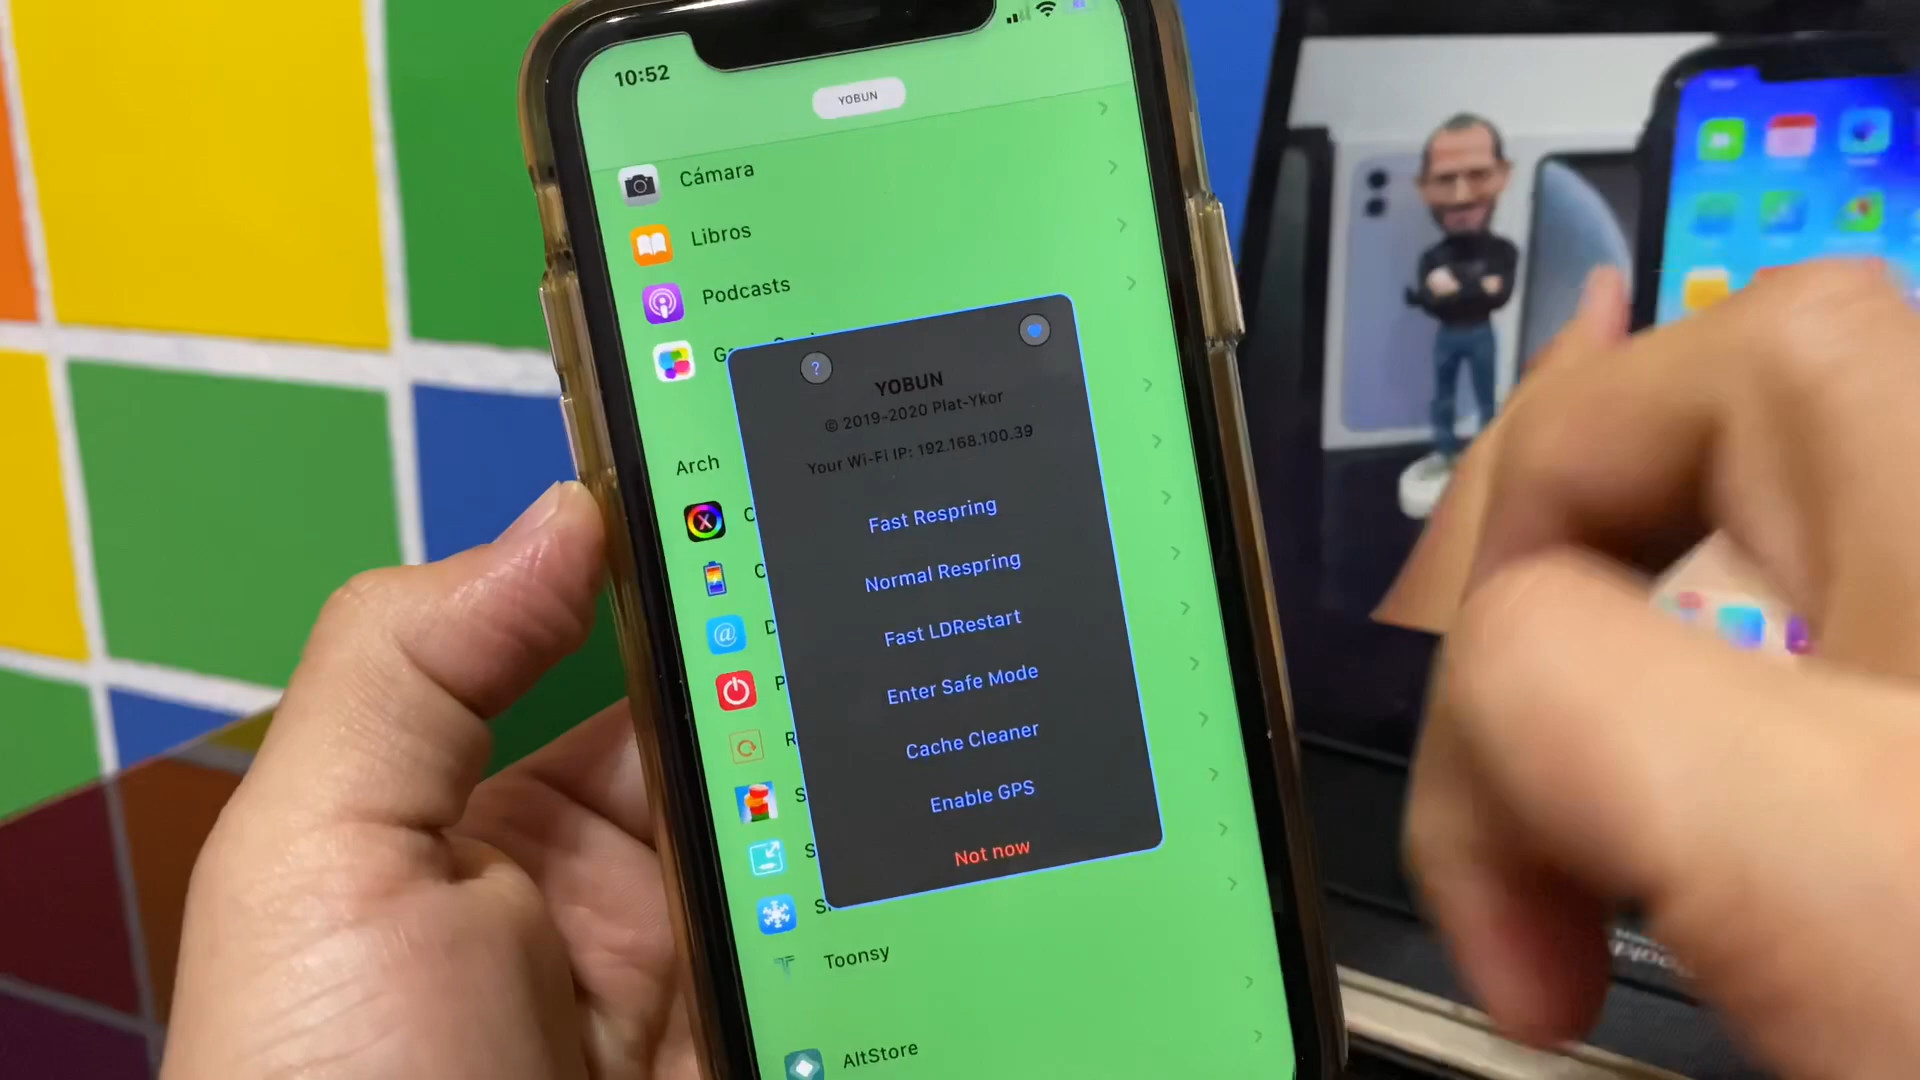 10:52
YOBUN
Cámara
Libros
Podcasts
YOBUN
© 2019-2020 Plat-Ykor
Your Wi-Fi IP: 192.168.100.39
Arch
Fast Respring
Normal Respring
Fast LDRestart
Enter Safe Mode
Cache Cleaner
Enable GPS
Not now
Toonsy
AltStore